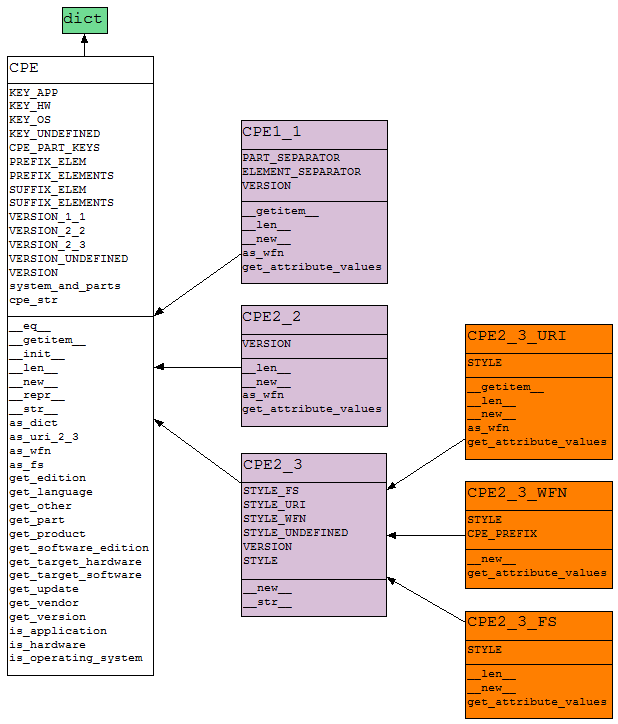 dict
CPE
KEY_APP
KEY_HW
KEY_OS
KEY_UNDEFINED
CPE_PART_KEYS
PREFIX_ELEM
PREFIX_ELEMENTS
SUFFIX_ELEM
SUFFIX_ELEMENTS
VERSION_1_1
VERSION_2_2
VERSION_2_3
VERSION_UNDEFINED
VERSION
system_and_parts
cpe_str
__eq__
__getitem__
__init__
__len__
__new__
__repr__
__str__
as_dict
as_uri_2_3
as_wfn
as_fs
get_edition
get_language
get_other
get_part
get_product
get_software_edition
get_target_hardware
get_target_software
get_update
get_vendor
get_version
is_application
is_hardware
is_operating_system
CPE1_1
PART_SEPARATOR
ELEMENT_SEPARATOR
VERSION
__getitem__
__len__
__new__
as_wfn
get_attribute_values
CPE2_2
VERSION
__len__
__new__
as_wfn
get_attribute_values
CPE2_3
STYLE_FS
STYLE_URI
STYLE_WFN
STYLE_UNDEFINED
VERSION
STYLE
__new__
__str__
CPE2_3_URI
STYLE
__getitem__
__len__
__new__
as_wfn
get_attribute_values
CPE2_3_WFN
STYLE
CPE_PREFIX
__new__
get_attribute_values
CPE2_3_FS
STYLE
__len__
__new__
get_attribute_values